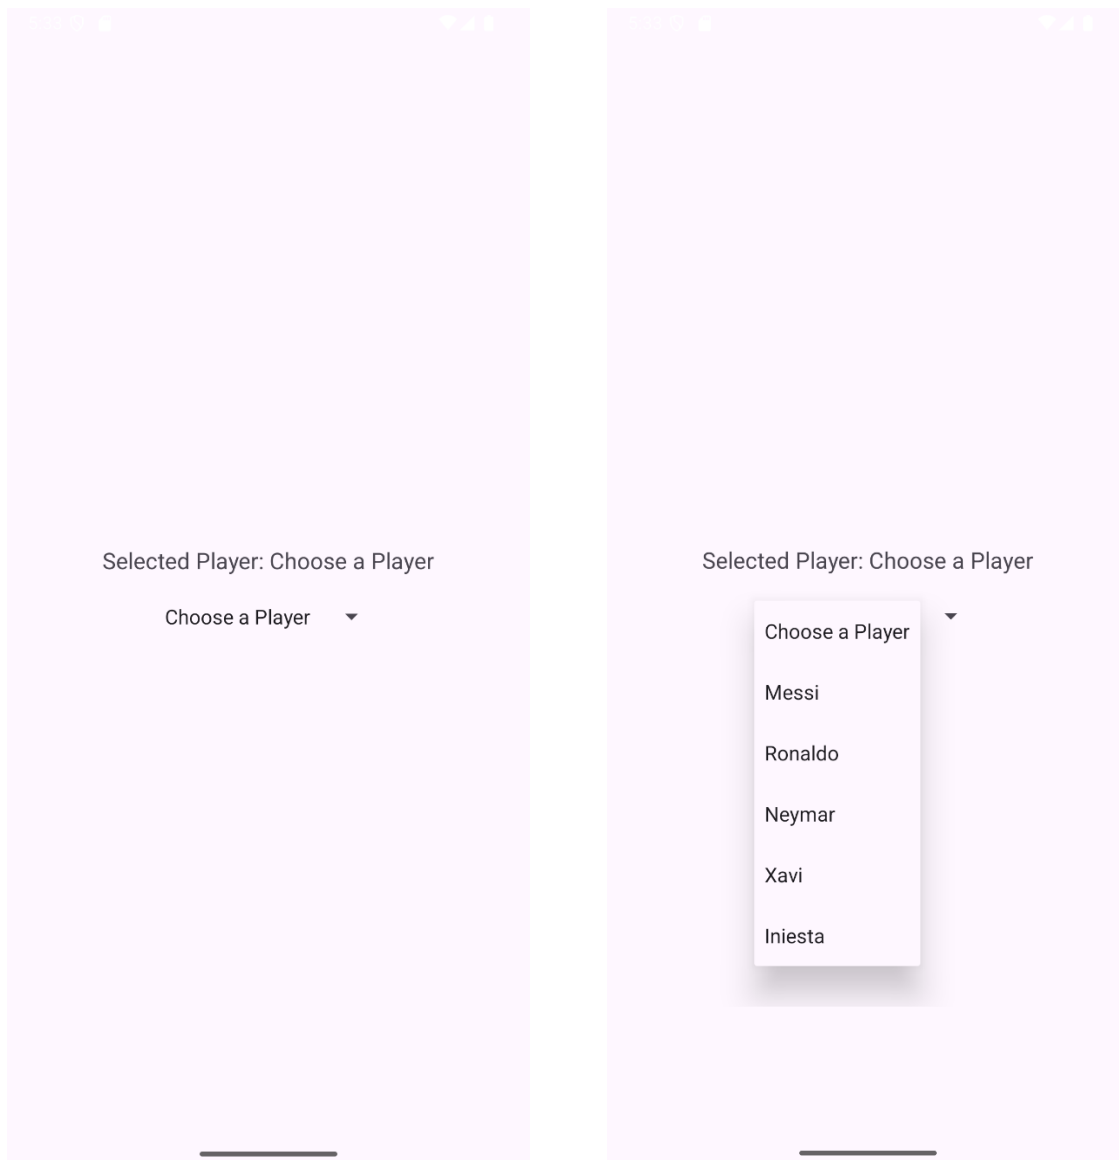 Selected Player: Choose a Player
Choose a Player
Selected Player: Choose a Player
Choose a Player
Messi
Ronaldo
Neymar
Xavi
Iniesta